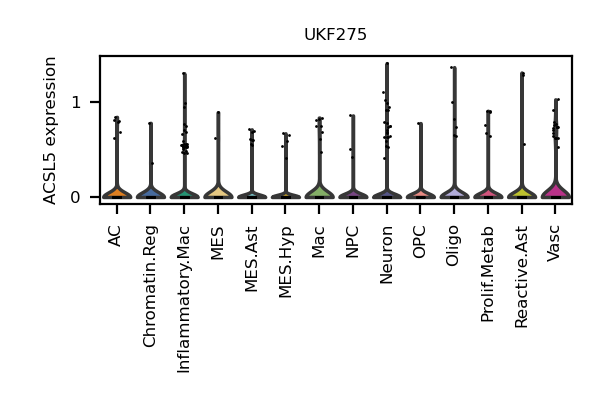 UKF275
ACSL5 expression
1
0
AC
Chromatin.Reg
Inflammatory.Mac
MES
MES.Ast
MES.Hyp
Mac
NPC
Neuron
OPC
Oligo
Prolif.Metab
Reactive.Ast
Vasc